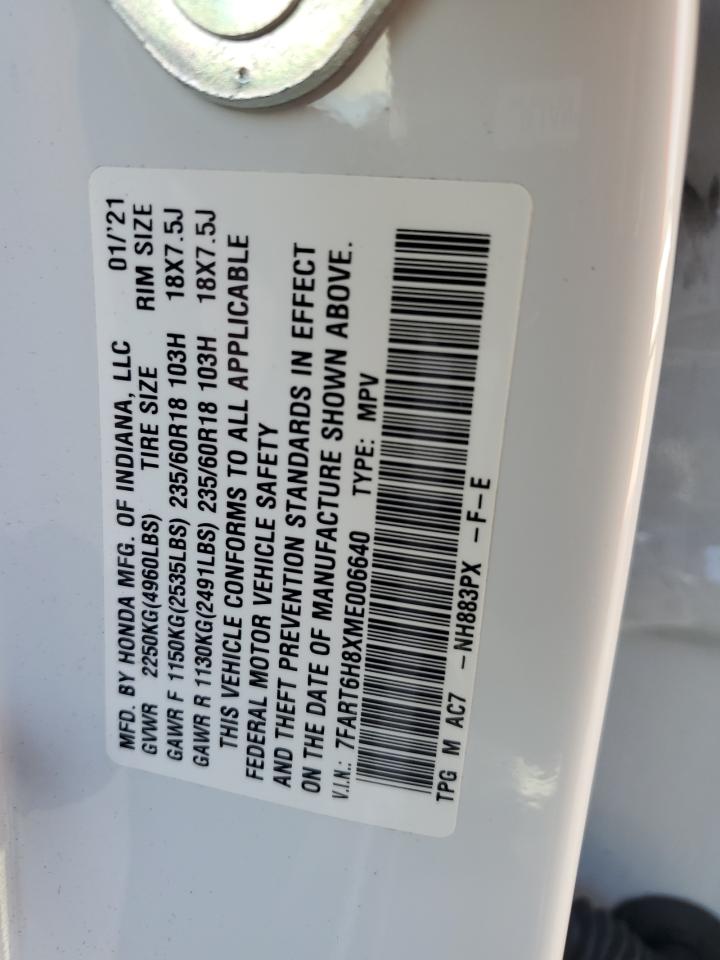 MFD. BY HONDA MFG. OF INDIANA, LLC 01/'21
GVWR 2250KG(4960LBS) TIRE SIZE RIM SIZE
GAWR F 1150KG(2535LBS) 235/60R18 103H 18X7.5J
GAWR R 1130KG(2491LBS) 235/60R18 103H 18X7.5J
THIS VEHICLE CONFORMS TO ALL APPLICABLE
FEDERAL MOTOR VEHICLE SAFETY
AND THEFT PREVENTION STANDARDS IN EFFECT
ON THE DATE OF MANUFACTURE SHOWN ABOVE.
V.I.N.: 7FART6H8XME006640 TYPE: MPV
TPG M AC7 -NH883PX -F-E